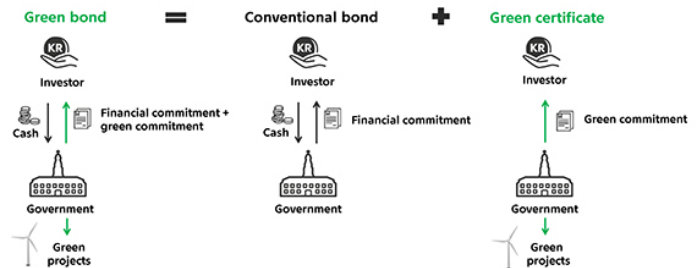 Green bond = Conventional bond + Green certificate
KR
Investor
Cash
Financial commitment +
green commitment
Government
Green
projects
KR
Investor
Cash
Financial commitment
Government
KR
Investor
Green commitment
Government
Green
projects